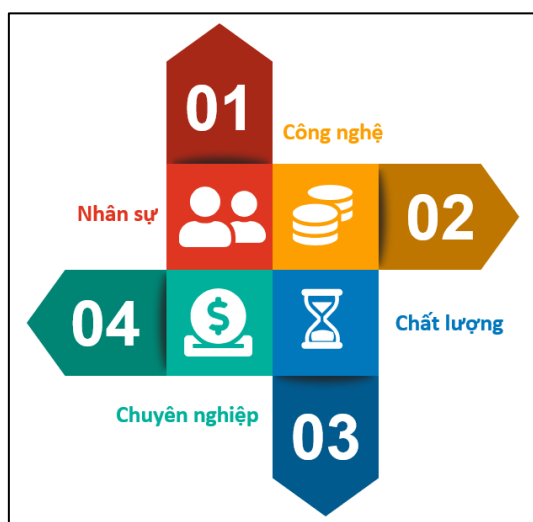 01
Công nghệ
Nhân sự
02
04
Chất lượng
Chuyên nghiệp
03